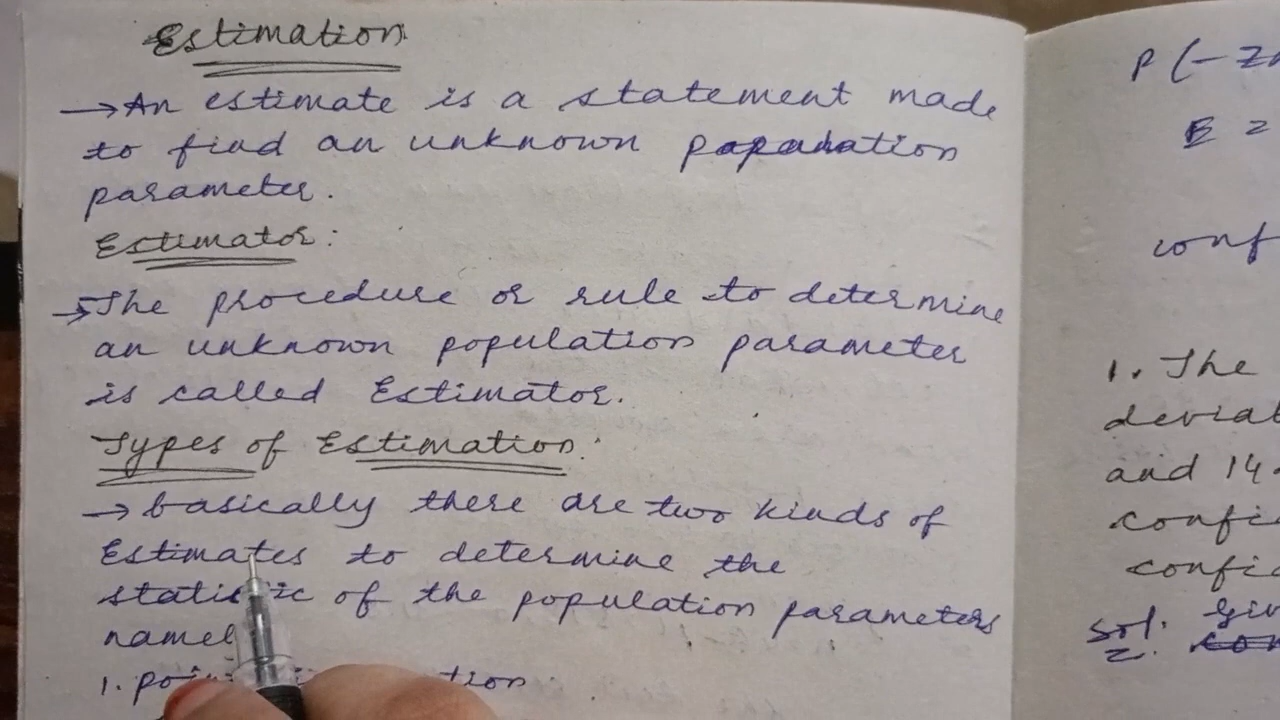 Estimation
→ An estimate is a statement made
to find an unknown population
parameter.
Estimator:
→ The procedure or rule to determine
an unknown population parameter
is called Estimator.
Types of Estimation:
→ basically there are two kinds of
Estimates to determine the
of the population parameters
1.
P (- Z
E =
conf
1. The
deviat
and 14
confi
confid
Sol: Giv